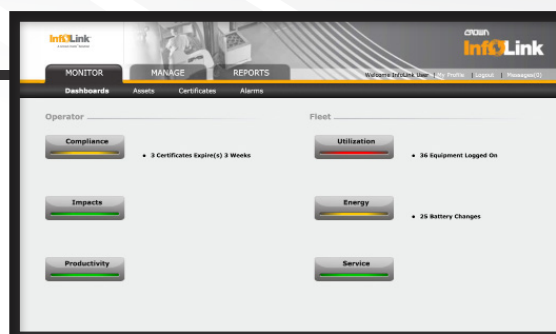 InfoLink
CROWN
InfoLink
MONITOR MANAGE REPORTS
Welcome InfoLink User | My Profile | Logout | Messages(0)
Dashboards Assets Certificates Alarms
Operator
Fleet
Compliance
• 3 Certificates Expire(s) 3 Weeks
Utilization
• 36 Equipment Logged On
Impacts
Energy
• 25 Battery Changes
Productivity
Service